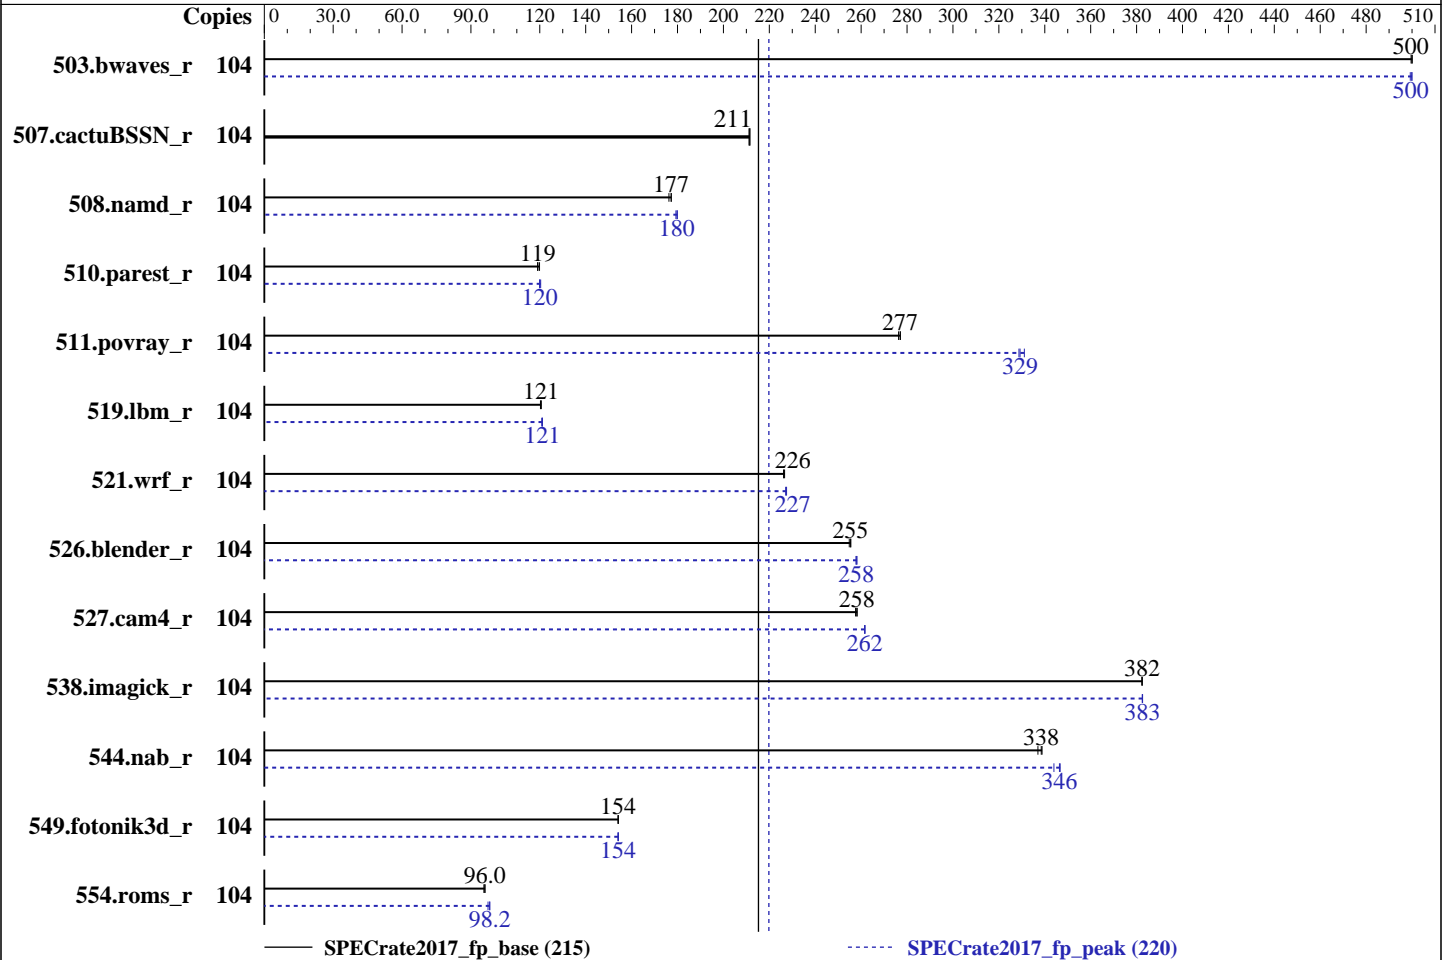 Copies 0 30.0 60.0 90.0 120 140 160 180 200 220 240 260 280 300 320 340 360 380 400 420 440 460 480 510
503.bwaves_r 104 500
500
507.cactuBSSN_r 104 211
508.namd_r 104 177
180
510.parest_r 104 119
120
511.povray_r 104 277
329
519.lbm_r 104 121
121
521.wrf_r 104 226
227
526.blender_r 104 255
258
527.cam4_r 104 258
262
538.imagick_r 104 382
383
544.nab_r 104 338
346
549.fotonik3d_r 104 154
154
554.roms_r 104 96.0
98.2
SPECrate2017_fp_base (215) SPECrate2017_fp_peak (220)